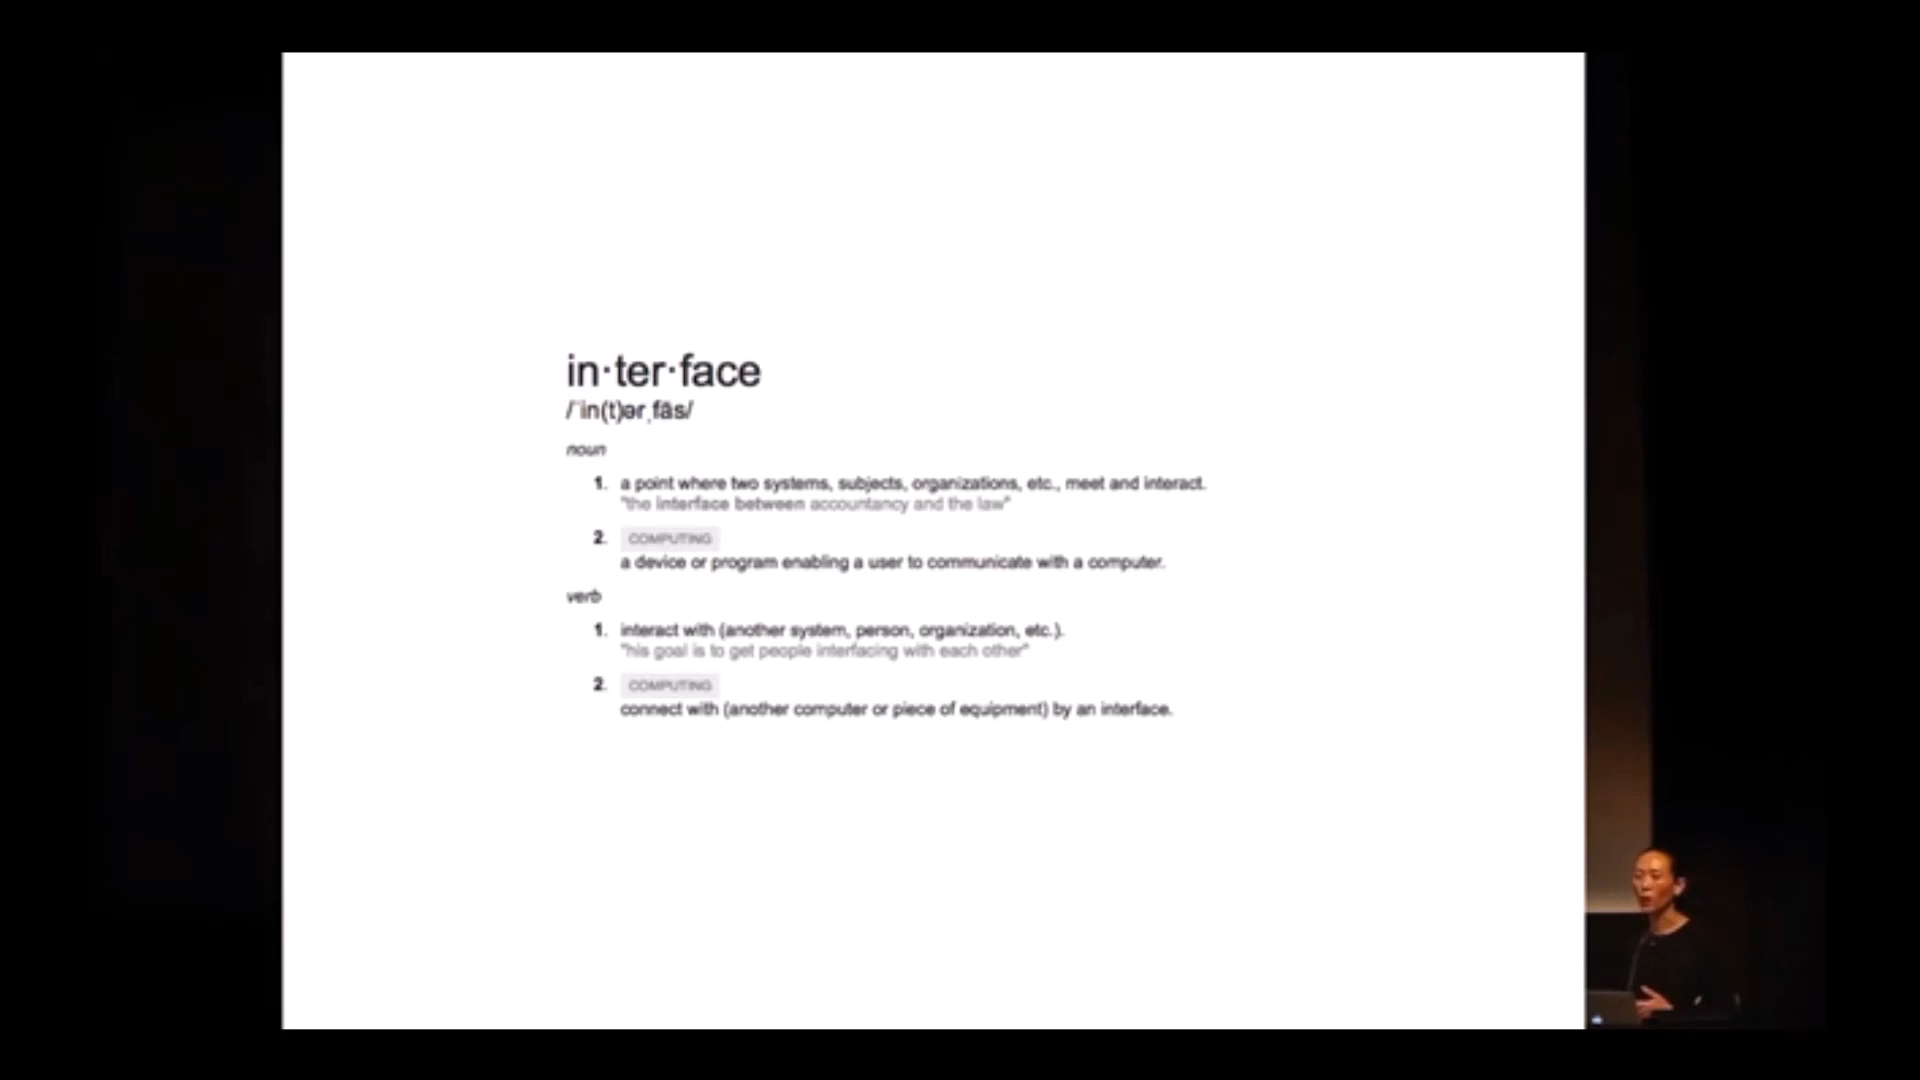 in·ter·face
/ˈin(t)ərˌfās/
noun
1. a point where two systems, subjects, organizations, etc., meet and interact.
"the interface between accountancy and the law"
2. COMPUTING
a device or program enabling a user to communicate with a computer.
verb
1. interact with (another system, person, organization, etc.).
"his goal is to get people interfacing with each other"
2. COMPUTING
connect with (another computer or piece of equipment) by an interface.